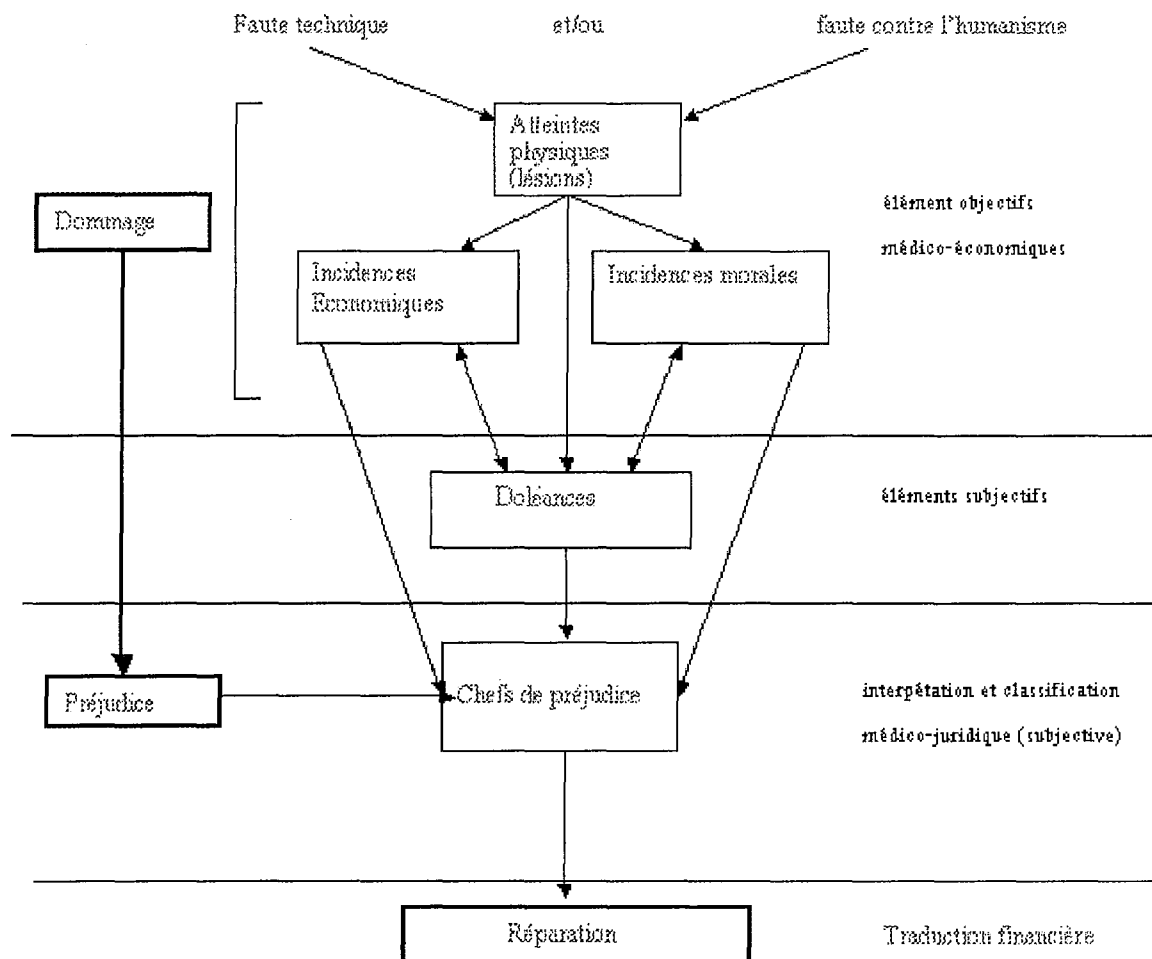 Faute technique et/ou faute contre l'humanisme
Atteintes
physiques
(lésions)
Dommage
élément objectifs
médico-économiques
Incidences
Economiques
Incidences morales
Doléances
éléments subjectifs
Préjudice
Chefs de préjudice
interpétation et classification
médico-juridique (subjective)
Réparation
Traduction financière